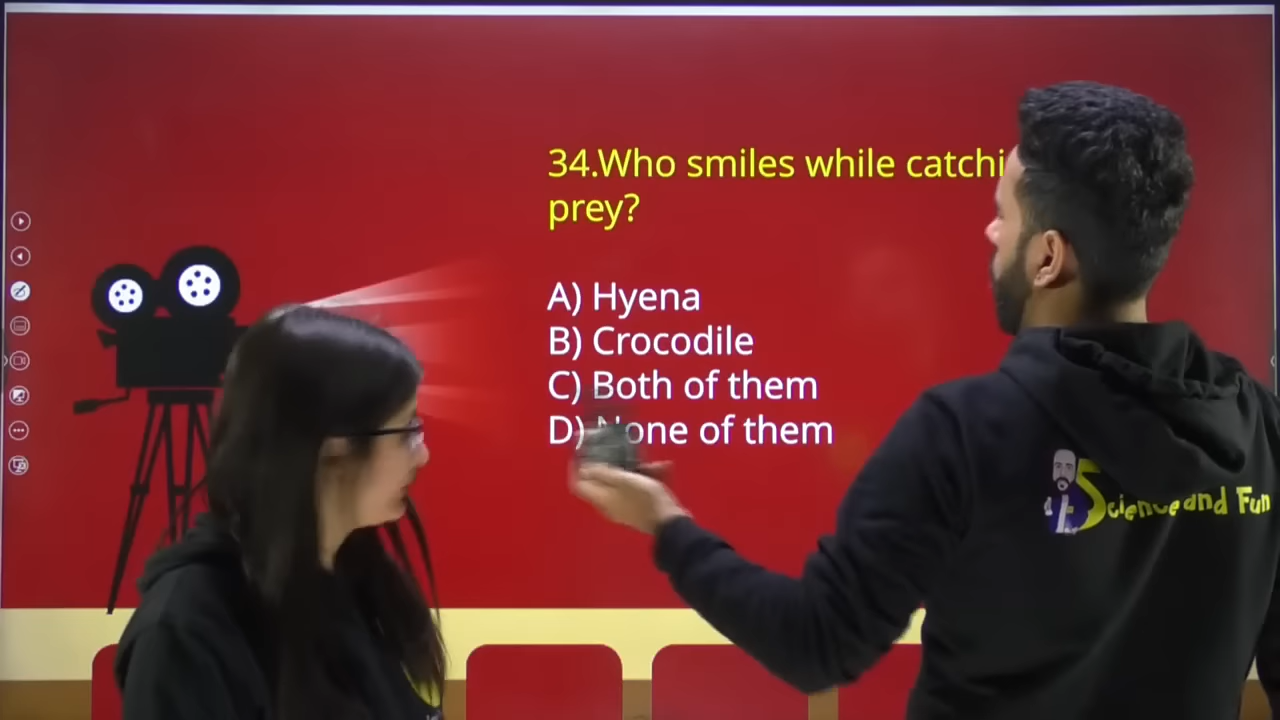 34.Who smiles while catchi
prey?
A) Hyena
B) Crocodile
C) Both of them
D) None of them
Science and Fun